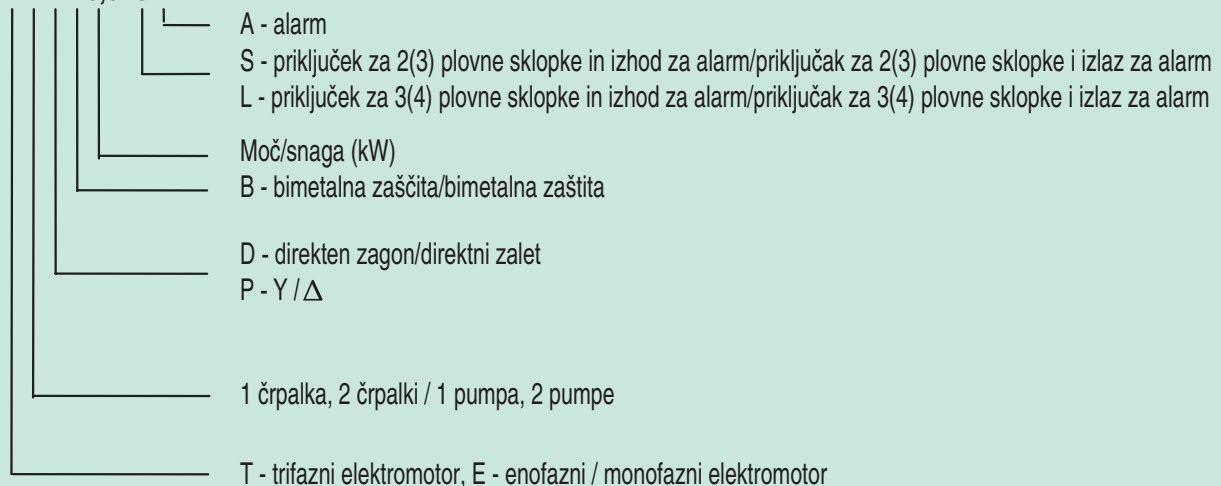 A - alarm
S - priključek za 2(3) plovne sklopke in izhod za alarm/priključak za 2(3) plovne sklopke i izlaz za alarm
L - priključek za 3(4) plovne sklopke in izhod za alarm/priključak za 3(4) plovne sklopke i izlaz za alarm
Moč/snaga (kW)
B - bimetalna zaščita/bimetalna zaštita
D - direkten zagon/direktni zalet
P - Y / Δ
1 črpalka, 2 črpalki / 1 pumpa, 2 pumpe
T - trifazni elektromotor, E - enofazni / monofazni elektromotor